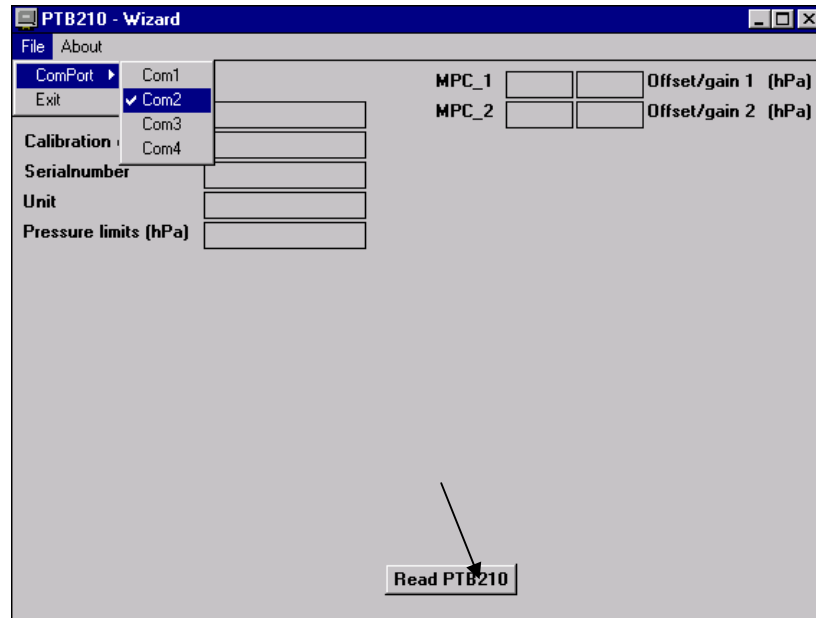 PTB210 - Wizard
File About
ComPort Com1
Exit Com2
Com3
Com4
MPC_1 Offset/gain 1 (hPa)
MPC_2 Offset/gain 2 (hPa)
Calibration
Serialnumber
Unit
Pressure limits (hPa)
Read PTB210